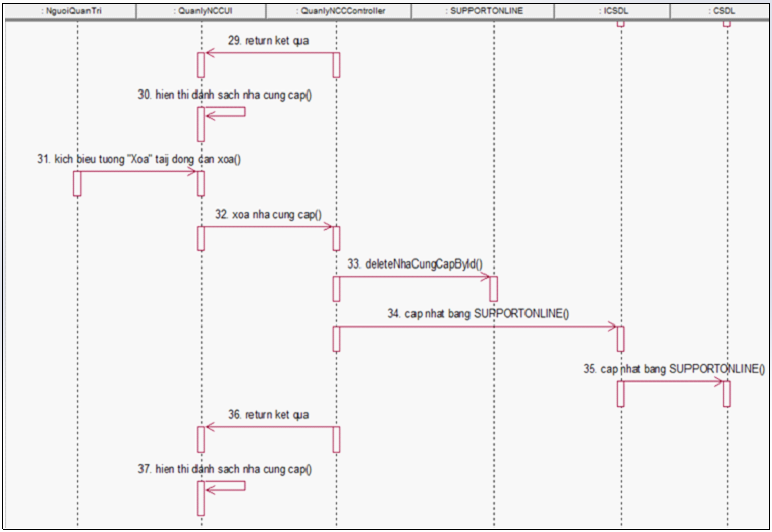 : NguoiQuanTri
: QuanlyNCCUI
: QuanlyNCCController
: SUPPORTONLINE
: ICSDL
: CSDL
29. return ket qua
30. hien thi danh sach nha cung cap()
31. kich bieu tuong "Xoa" taij dong can xoa()
32. xoa nha cung cap()
33. deleteNhaCungCapById()
34. cap nhat bang SUPPORTONLINE()
35. cap nhat bang SUPPORTONLINE()
36. return ket qua
37. hien thi danh sach nha cung cap()